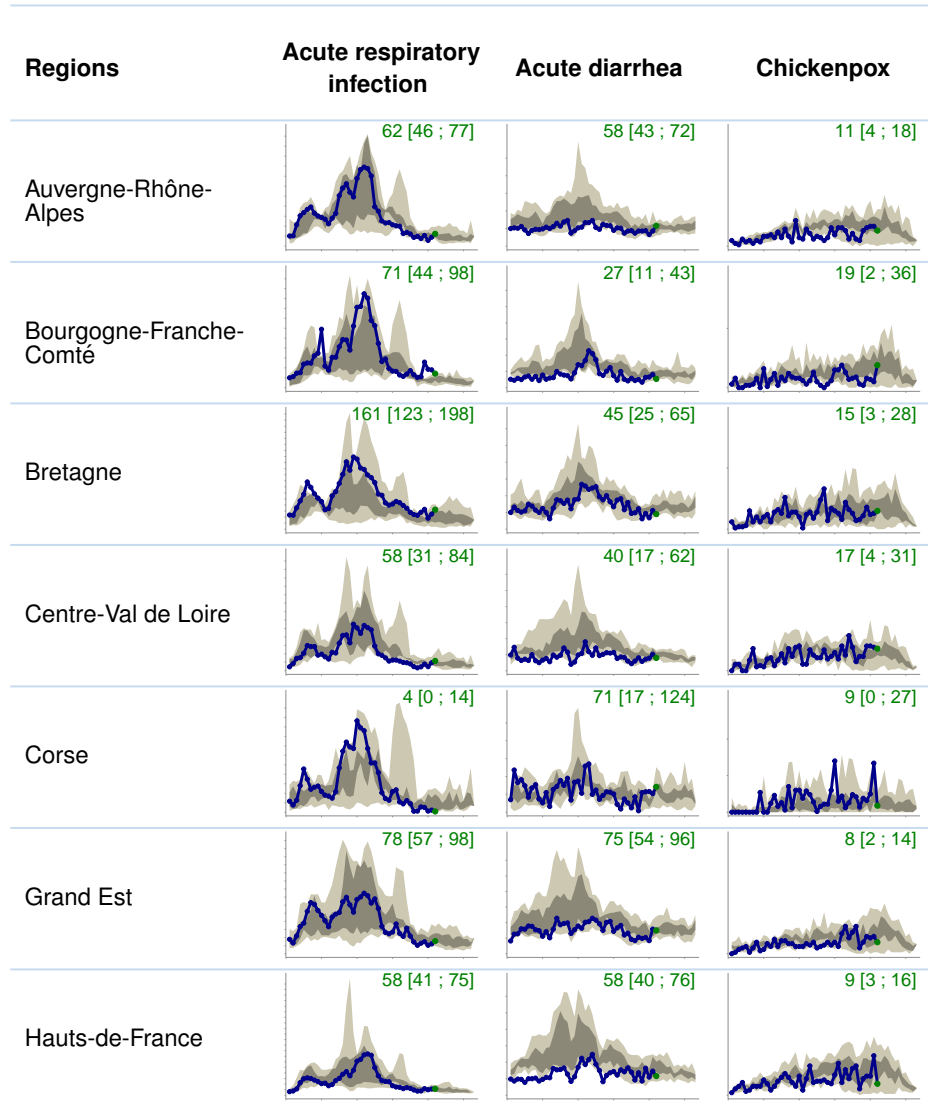 Regions
Acute respiratory
infection
Acute diarrhea
Chickenpox
Auvergne-Rhône-
Alpes
62 [46 ; 77]
58 [43 ; 72]
11 [4 ; 18]
Bourgogne-Franche-
Comté
71 [44 ; 98]
27 [11 ; 43]
19 [2 ; 36]
Bretagne
161 [123 ; 198]
45 [25 ; 65]
15 [3 ; 28]
Centre-Val de Loire
58 [31 ; 84]
40 [17 ; 62]
17 [4 ; 31]
Corse
4 [0 ; 14]
71 [17 ; 124]
9 [0 ; 27]
Grand Est
78 [57 ; 98]
75 [54 ; 96]
8 [2 ; 14]
Hauts-de-France
58 [41 ; 75]
58 [40 ; 76]
9 [3 ; 16]